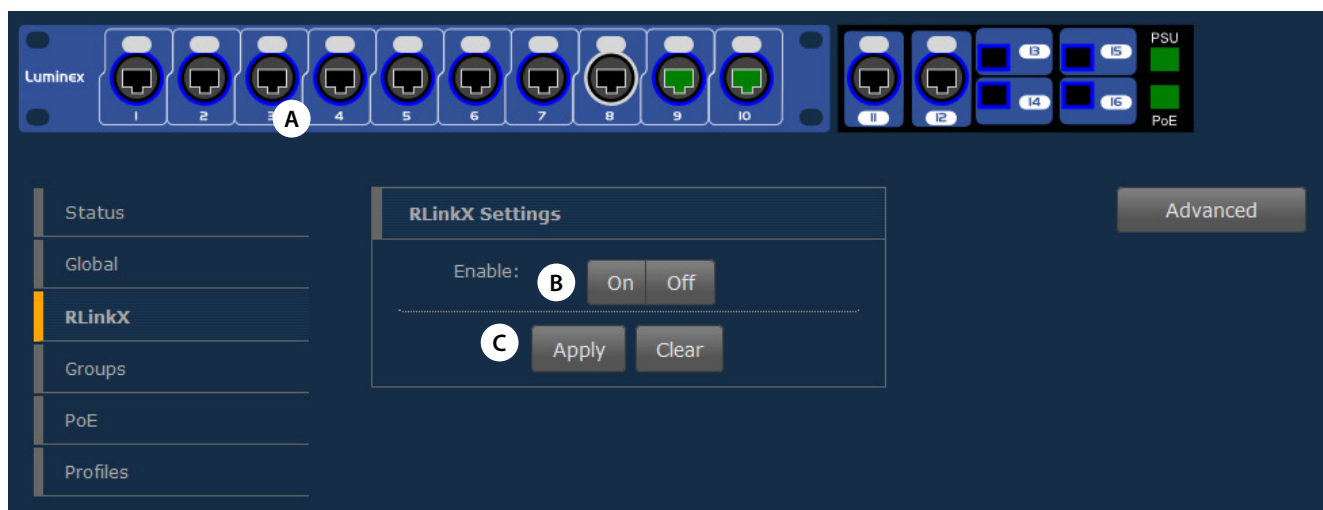 PSU
Luminex
13 15
A
14 16
1 2 3 4 5 6 7 8 9 10 11 12 PoE
Status
Global
RLinkX
Groups
PoE
Profiles
RLinkX Settings
Enable: B On Off
C Apply Clear
Advanced